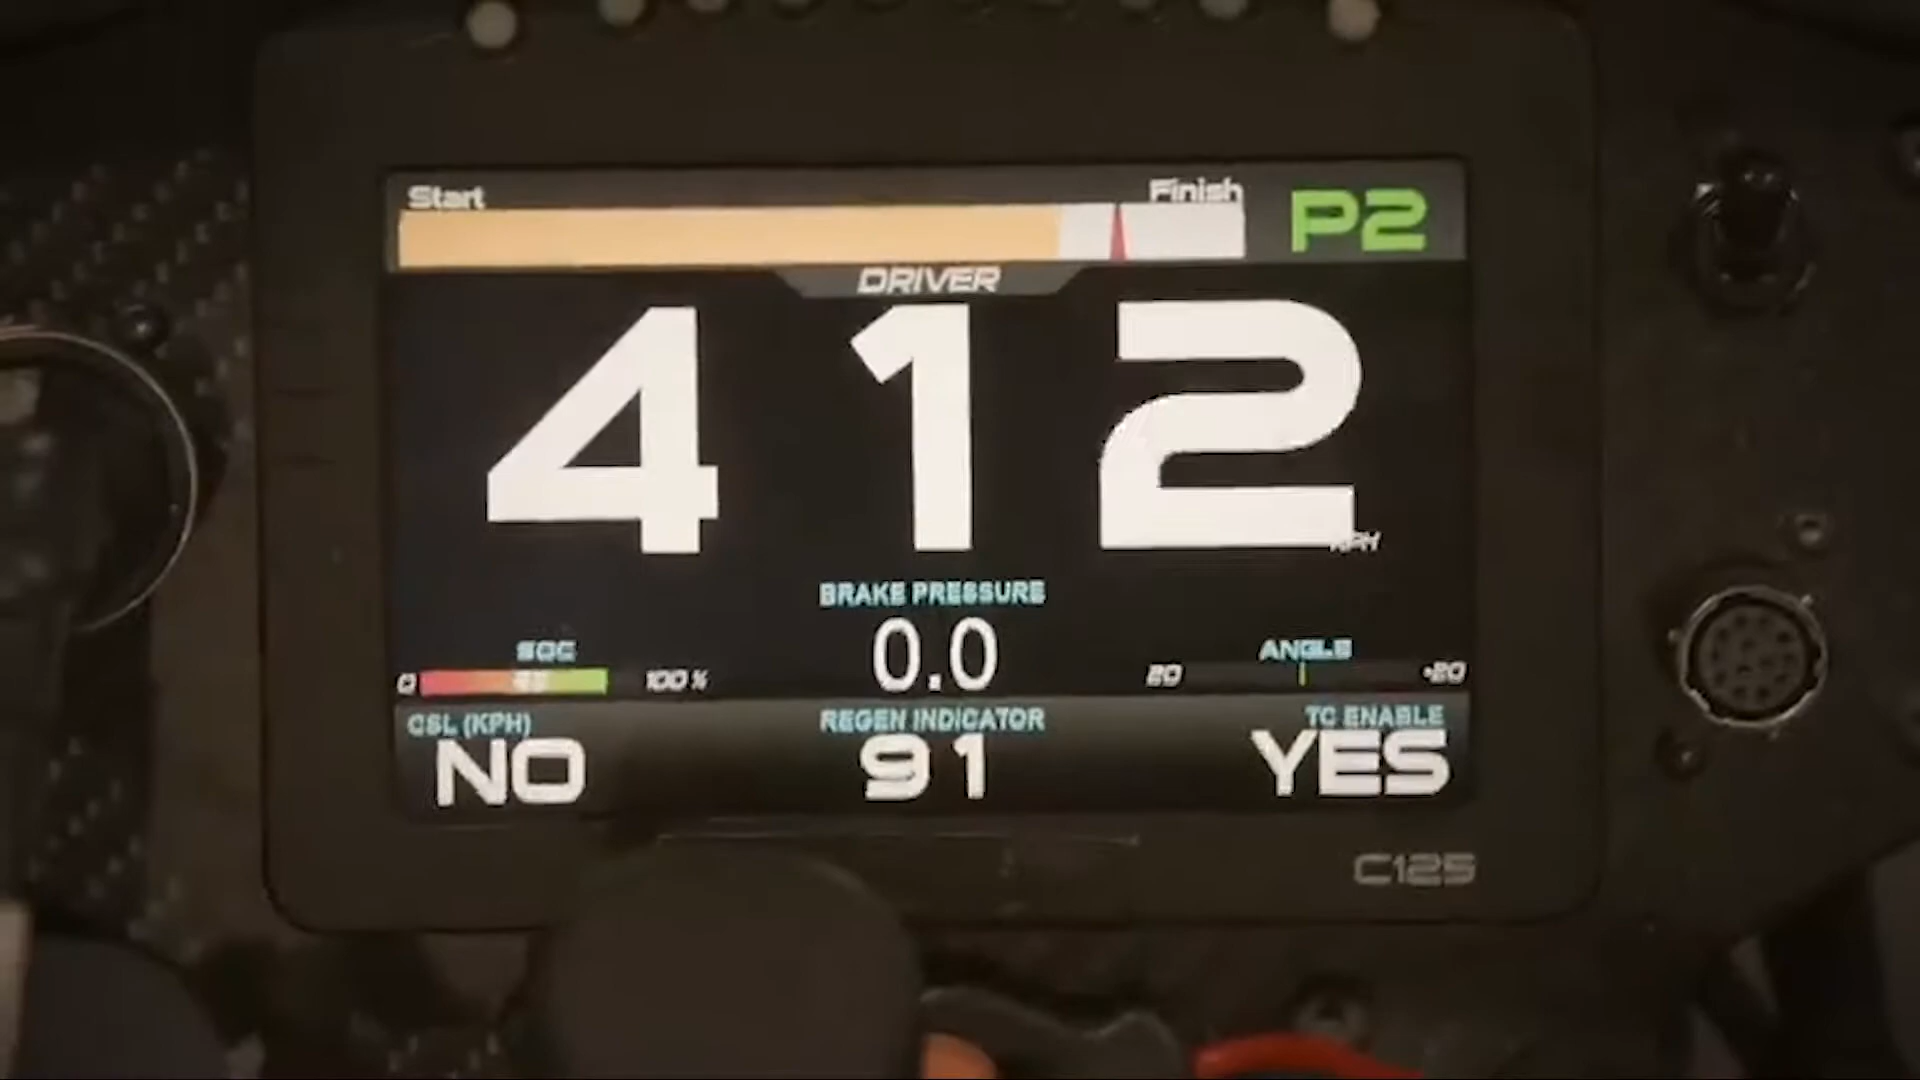 Start Finish P2
DRIVER
412
KPH
BRAKE PRESSURE
0.0
SOC
0 100 %
ANGLE
20 -20
CSL (KPH) REGEN INDICATOR TC ENABLE
NO 91 YES
C125